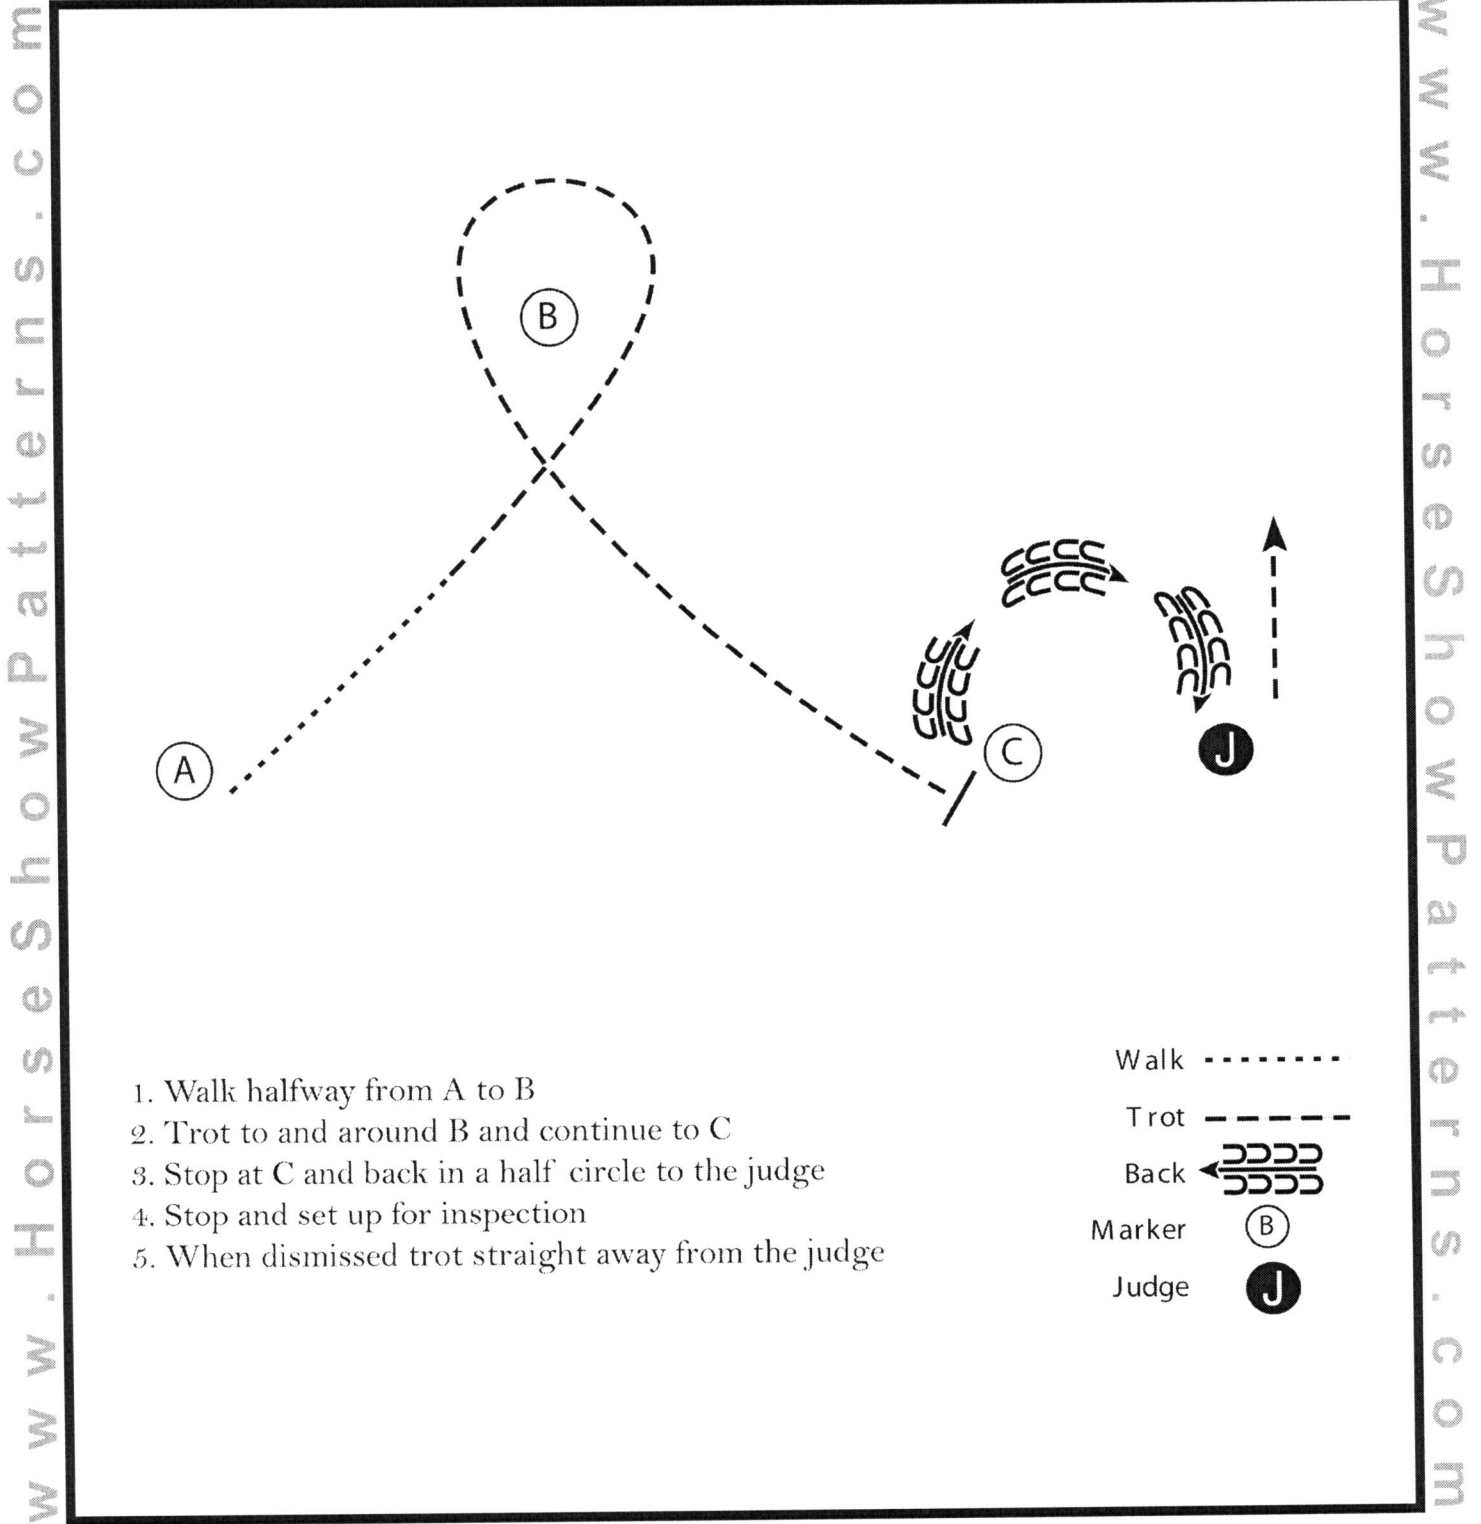 www.HorseShowPatterns.com
www.HorseShowPatterns.com
B
A
C
J
1. Walk halfway from A to B
2. Trot to and around B and continue to C
3. Stop at C and back in a half circle to the judge
4. Stop and set up for inspection
5. When dismissed trot straight away from the judge
Walk
Trot
Back
Marker B
Judge J